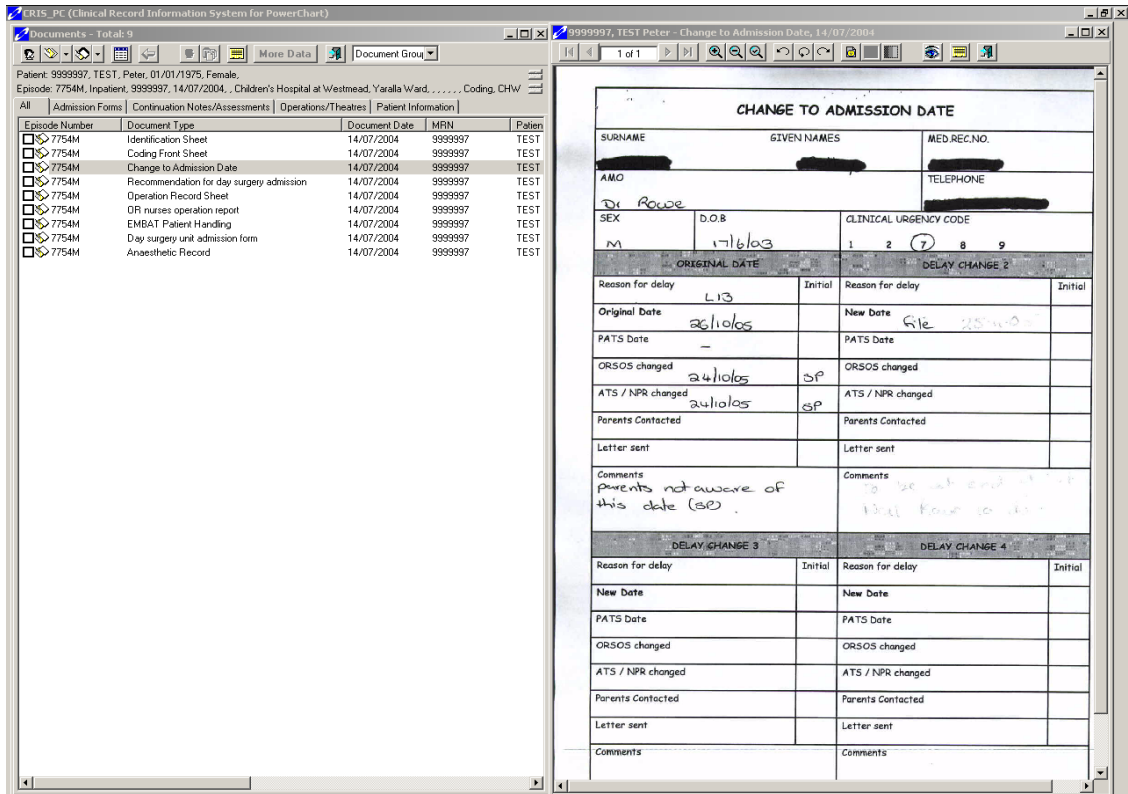 CRIS_PC (Clinical Record Information System for PowerChart)
Documents - Total: 9
More Data
Document Grou
Patient: 9999997, TEST, Peter, 01/01/1975, Female,
Episode: 7754M, Inpatient, 9999997, 14/07/2004, , Children's Hospital at Westmead, Yaralla Ward, , , , , , , Coding, CHW
All Admission Forms Continuation Notes/Assessments Operations/Theatres Patient Information
Episode Number Document Type Document Date MRN Patien
7754M Identification Sheet 14/07/2004 9999997 TEST
7754M Coding Front Sheet 14/07/2004 9999997 TEST
7754M Change to Admission Date 14/07/2004 9999997 TEST
7754M Recommendation for day surgery admission 14/07/2004 9999997 TEST
7754M Operation Record Sheet 14/07/2004 9999997 TEST
7754M OR nurses operation report 14/07/2004 9999997 TEST
7754M EMBAT Patient Handling 14/07/2004 9999997 TEST
7754M Day surgery unit admission form 14/07/2004 9999997 TEST
7754M Anaesthetic Record 14/07/2004 9999997 TEST
9999997, TEST Peter - Change to Admission Date, 14/07/2004
1 of 1
CHANGE TO ADMISSION DATE
SURNAME GIVEN NAMES MED.REC.NO.
AMO TELEPHONE
Dr Rowe
SEX D.O.B CLINICAL URGENCY CODE
M 17/6/03 1 2 7 8 9
ORIGINAL DATE DELAY CHANGE 2
Reason for delay Initial Reason for delay Initial
L13
Original Date 26/10/05 New Date file
PATS Date - PATS Date
ORSOS changed 24/10/05 SP ORSOS changed
ATS / NPR changed 24/10/05 SP ATS / NPR changed
Parents Contacted Parents Contacted
Letter sent Letter sent
Comments Comments
parents not aware of
this date (SP).
DELAY CHANGE 3 DELAY CHANGE 4
Reason for delay Initial Reason for delay Initial
New Date New Date
PATS Date PATS Date
ORSOS changed ORSOS changed
ATS / NPR changed ATS / NPR changed
Parents Contacted Parents Contacted
Letter sent Letter sent
Comments Comments